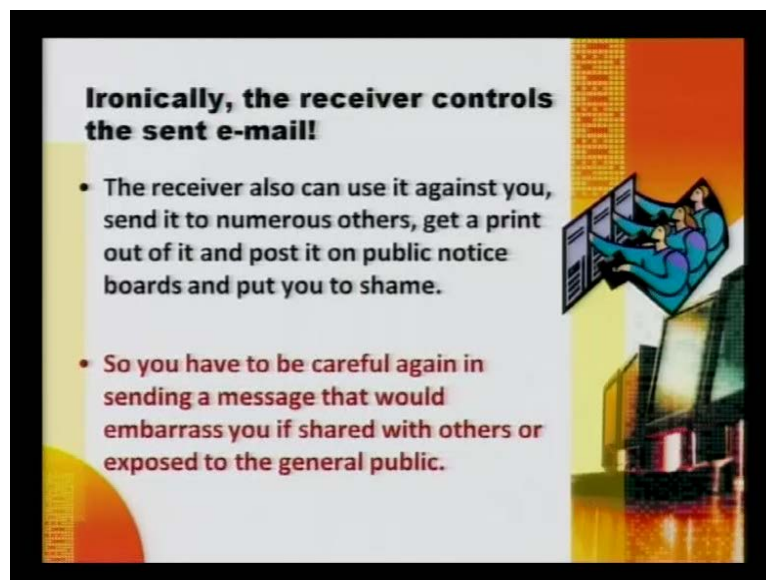 Ironically, the receiver controls
the sent e-mail!
• The receiver also can use it against you,
send it to numerous others, get a print
out of it and post it on public notice
boards and put you to shame.
• So you have to be careful again in
sending a message that would
embarrass you if shared with others or
exposed to the general public.